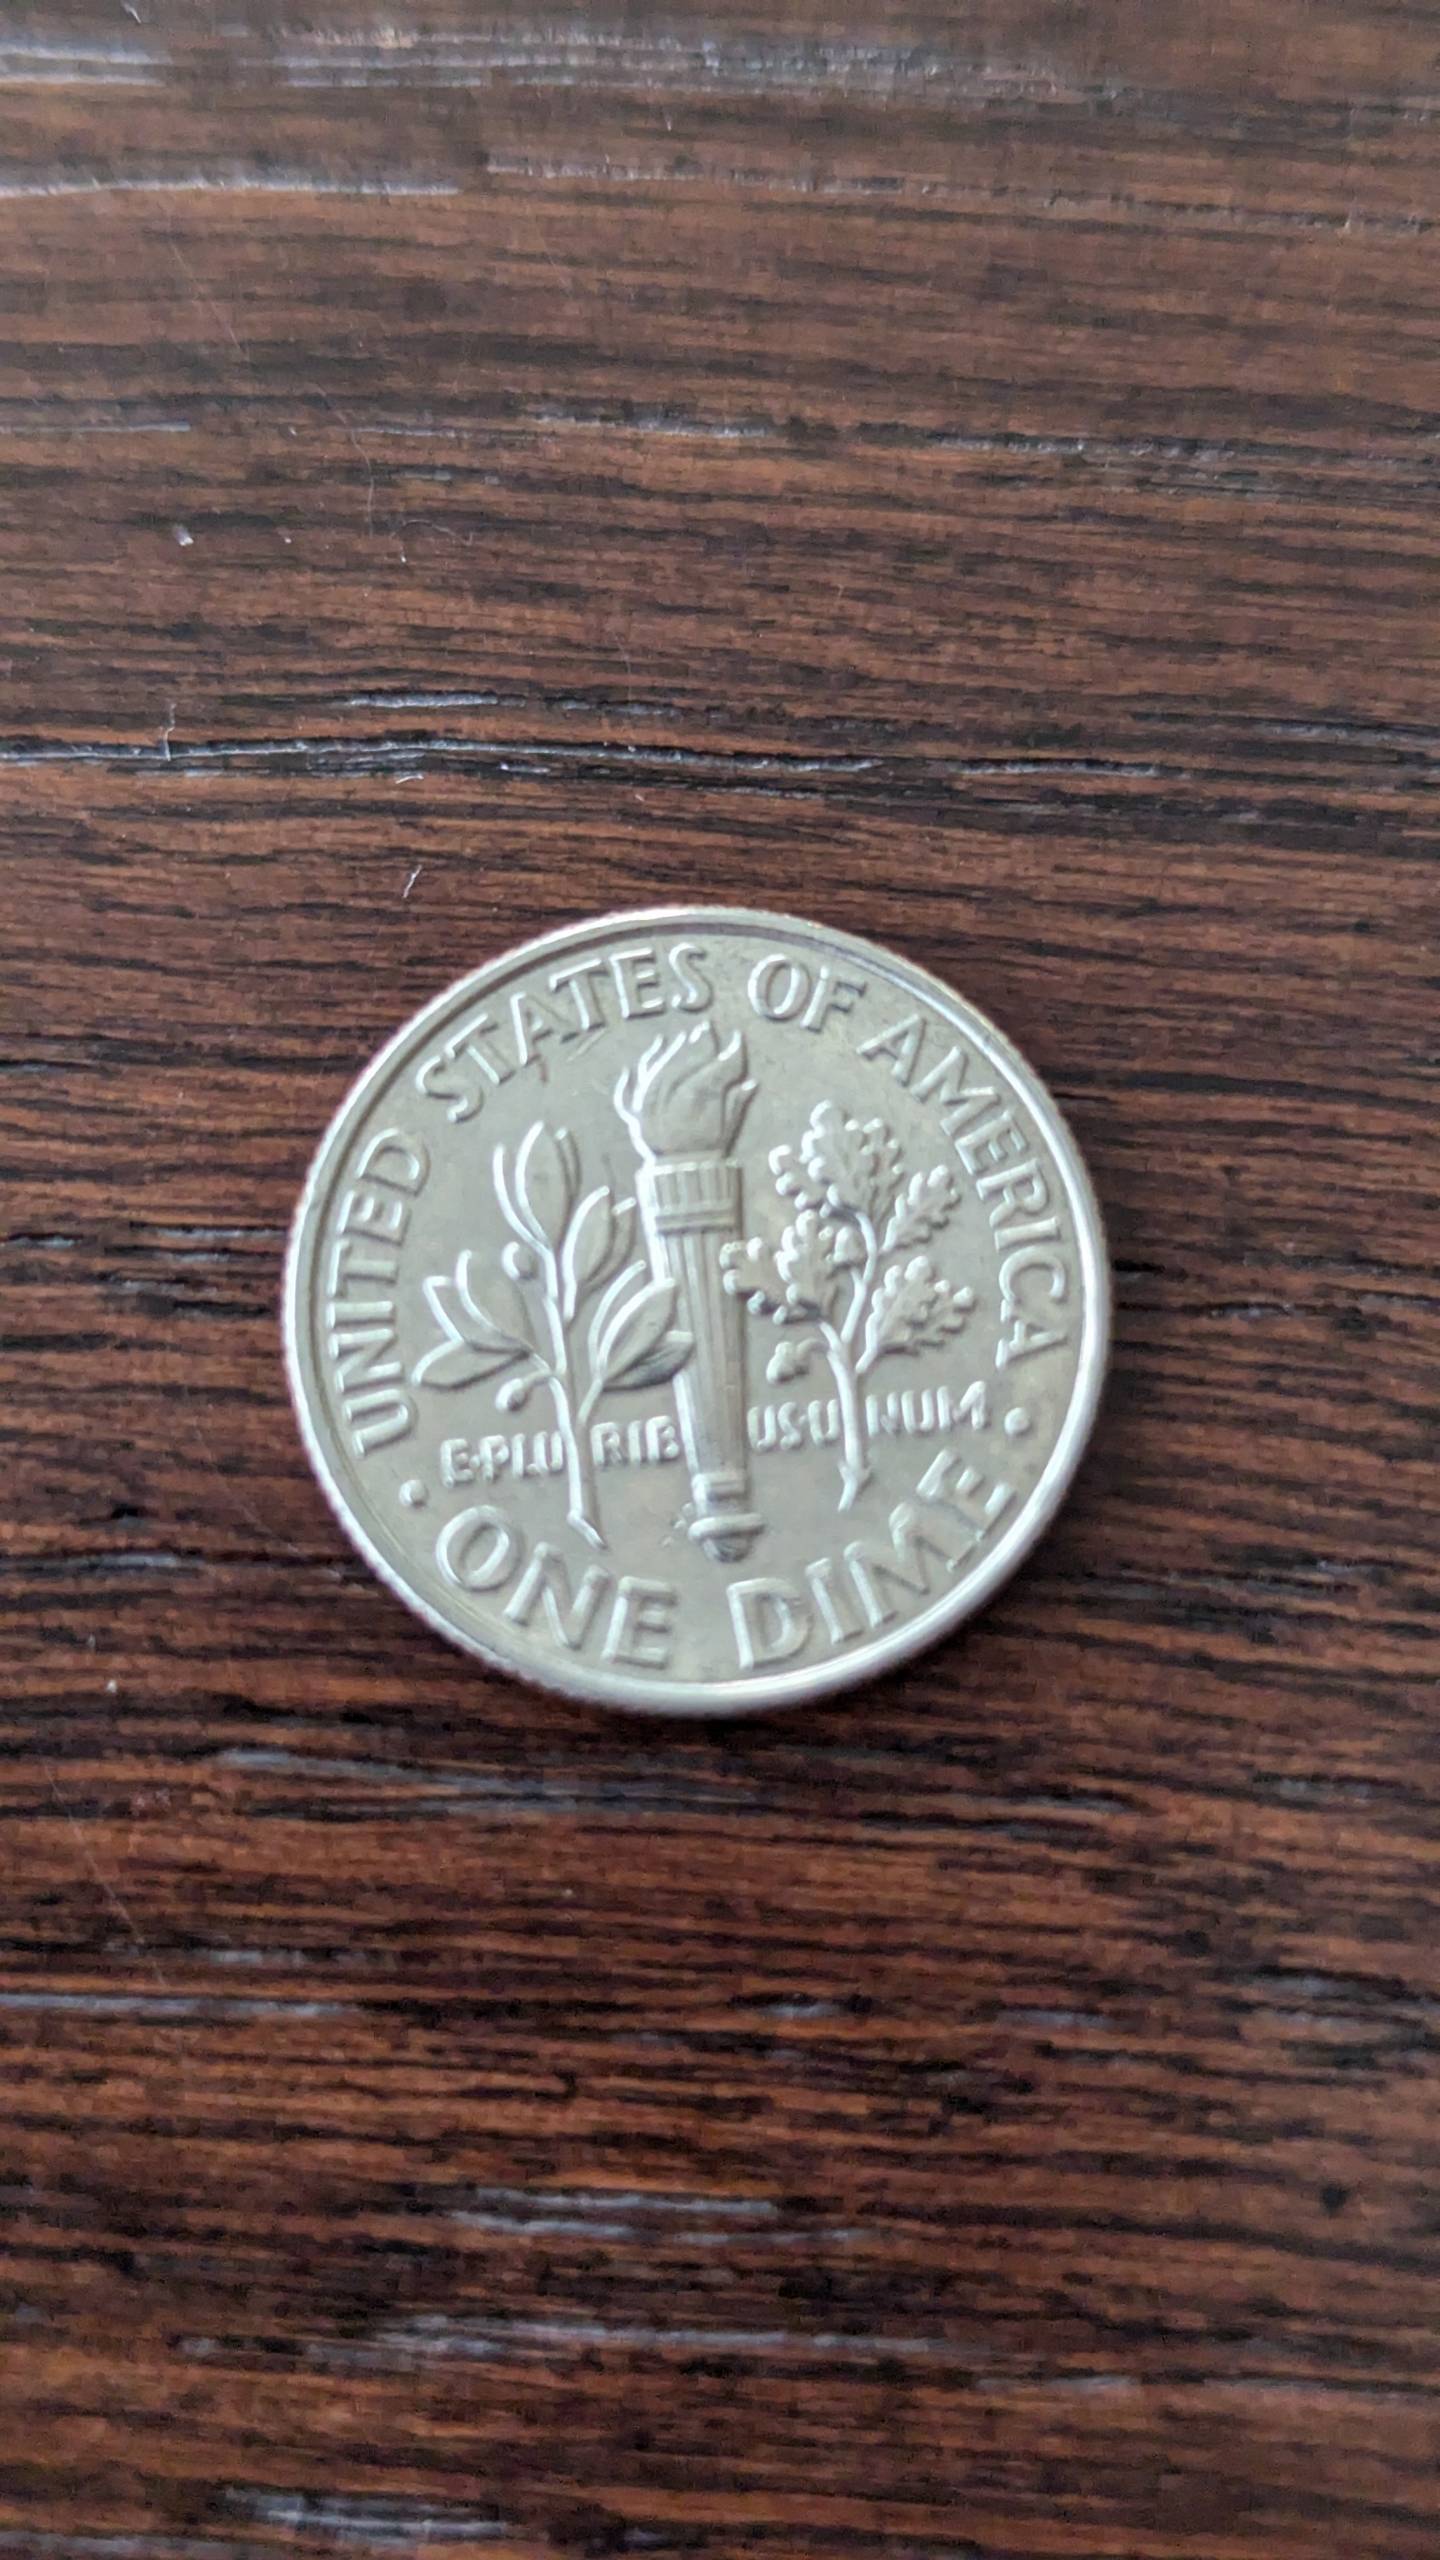 UNITED STATES OF AMERICA
E·PLURIBUS·UNUM
· ONE DIME ·